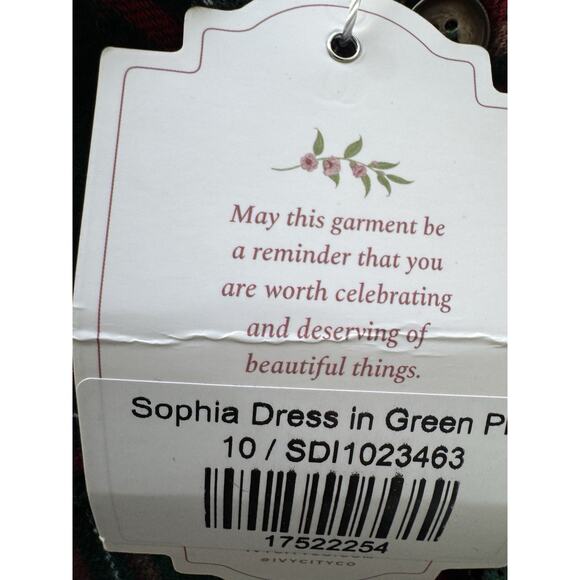 May this garment be
a reminder that you
are worth celebrating
and deserving of
beautiful things.
Sophia Dress in Green
10 / SDI1023463
17522254
@IVYCITYCO